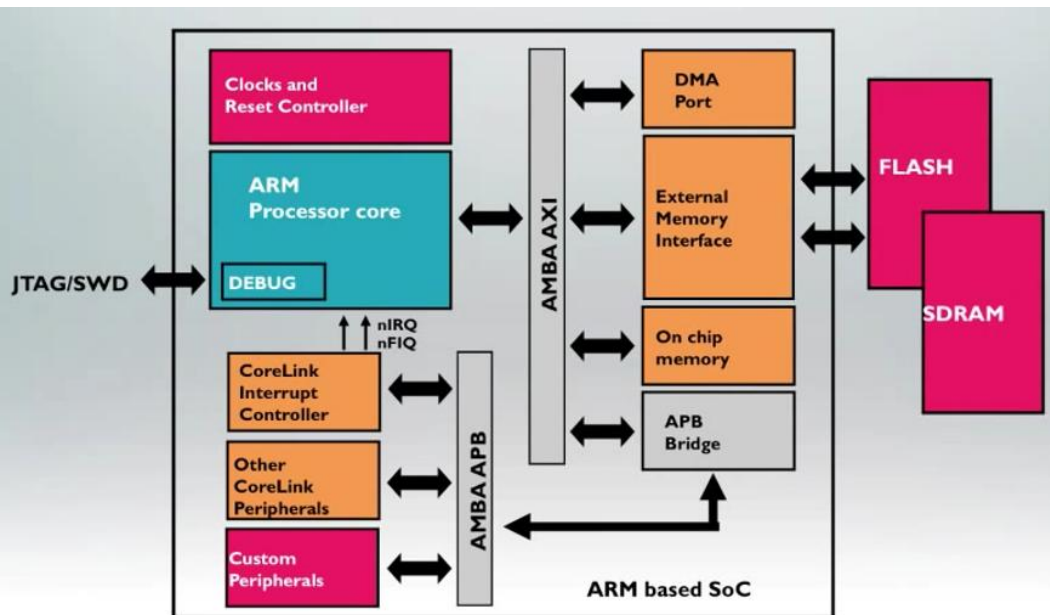 Clocks and
Reset Controller
ARM
Processor core
DEBUG
JTAG/SWD
nIRQ
nFIQ
CoreLink
Interrupt
Controller
Other
CoreLink
Peripherals
Custom
Peripherals
AMBA APB
AMBA AXI
DMA
Port
External
Memory
Interface
On chip
memory
APB
Bridge
FLASH
SDRAM
ARM based SoC